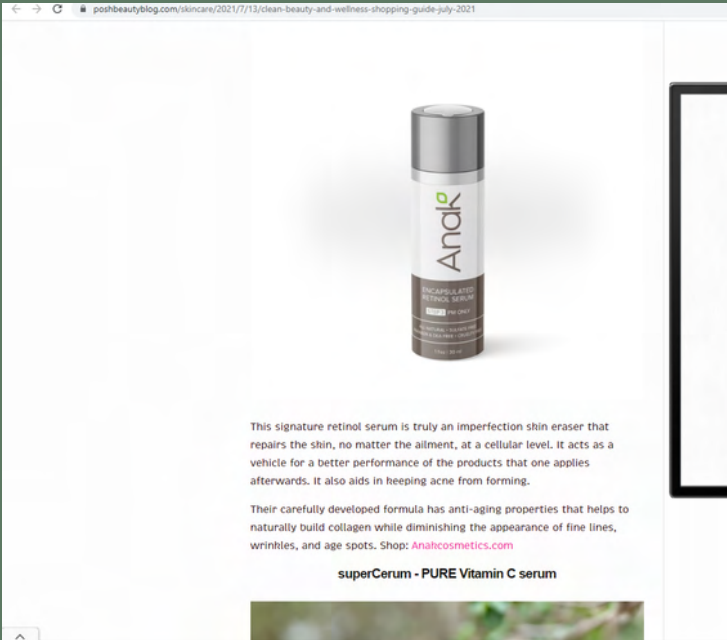 poshbeautyblog.com/skincare/2021/7/13/clean-beauty-and-wellness-shopping-guide-july-2021
Anak
ENCAPSULATED
RETINOL SERUM
STEP 1 PM ONLY
This signature retinol serum is truly an imperfection skin eraser that
repairs the skin, no matter the ailment, at a cellular level. It acts as a
vehicle for a better performance of the products that one applies
afterwards. It also aids in keeping acne from forming.
Their carefully developed formula has anti-aging properties that helps to
naturally build collagen while diminishing the appearance of fine lines,
wrinkles, and age spots. Shop: Anakcosmetics.com
superCerum - PURE Vitamin C serum